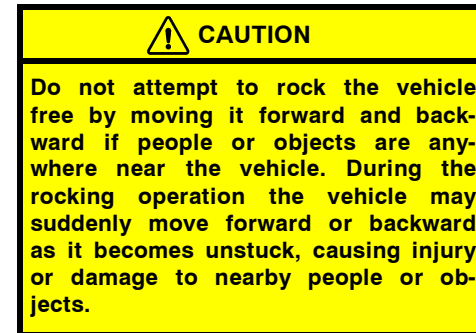 CAUTION
Do not attempt to rock the vehicle
free by moving it forward and back-
ward if people or objects are any-
where near the vehicle. During the
rocking operation the vehicle may
suddenly move forward or backward
as it becomes unstuck, causing injury
or damage to nearby people or ob-
jects.